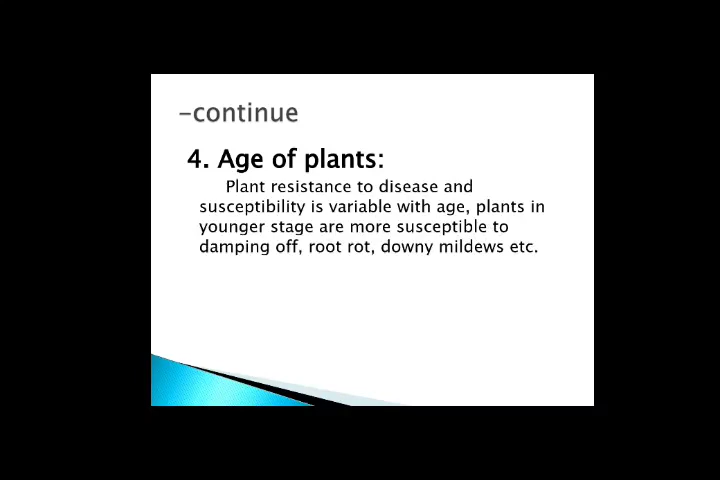 -continue
4. Age of plants:
Plant resistance to disease and
susceptibility is variable with age, plants in
younger stage are more susceptible to
damping off, root rot, downy mildews etc.